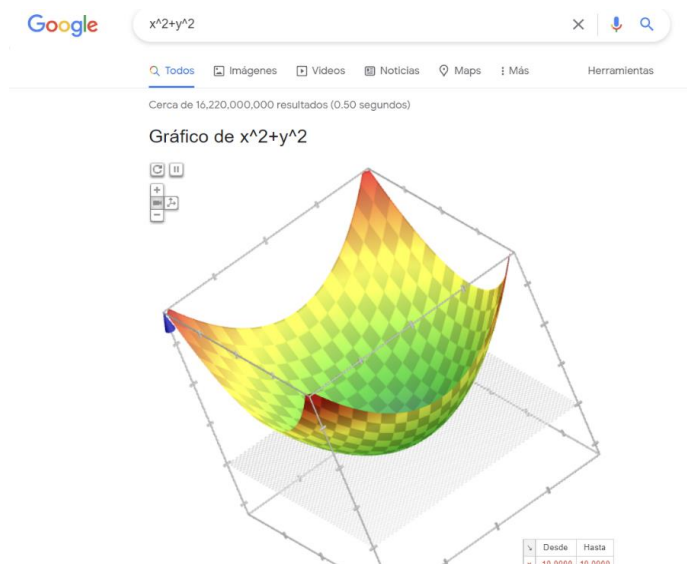 Google
x^2+y^2
Todos Imágenes Videos Noticias Maps Más Herramientas
Cerca de 16,220,000,000 resultados (0.50 segundos)
Gráfico de x^2+y^2
Desde Hasta